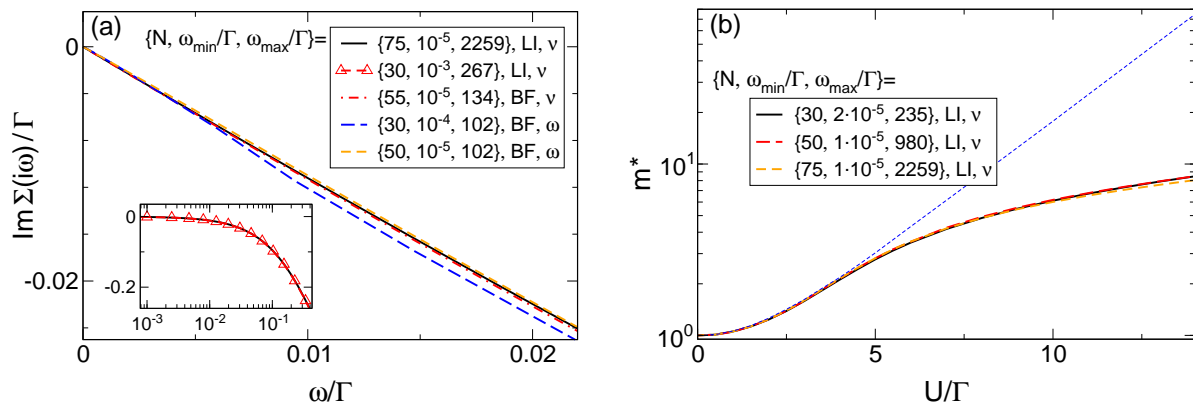 (a)
{N, ω_min/Γ, ω_max/Γ}=
{75, 10^-5, 2259}, LI, ν
{30, 10^-3, 267}, LI, ν
{55, 10^-5, 134}, BF, ν
{30, 10^-4, 102}, BF, ω
{50, 10^-5, 102}, BF, ω
Im Σ(iω)/Γ
0
-0.02
0
-0.2
10^-3 10^-2 10^-1
0 0.01 0.02
ω/Γ
(b)
{N, ω_min/Γ, ω_max/Γ}=
{30, 2·10^-5, 235}, LI, ν
{50, 1·10^-5, 980}, LI, ν
{75, 1·10^-5, 2259}, LI, ν
m*
10^1
10^0
0 5 10
U/Γ